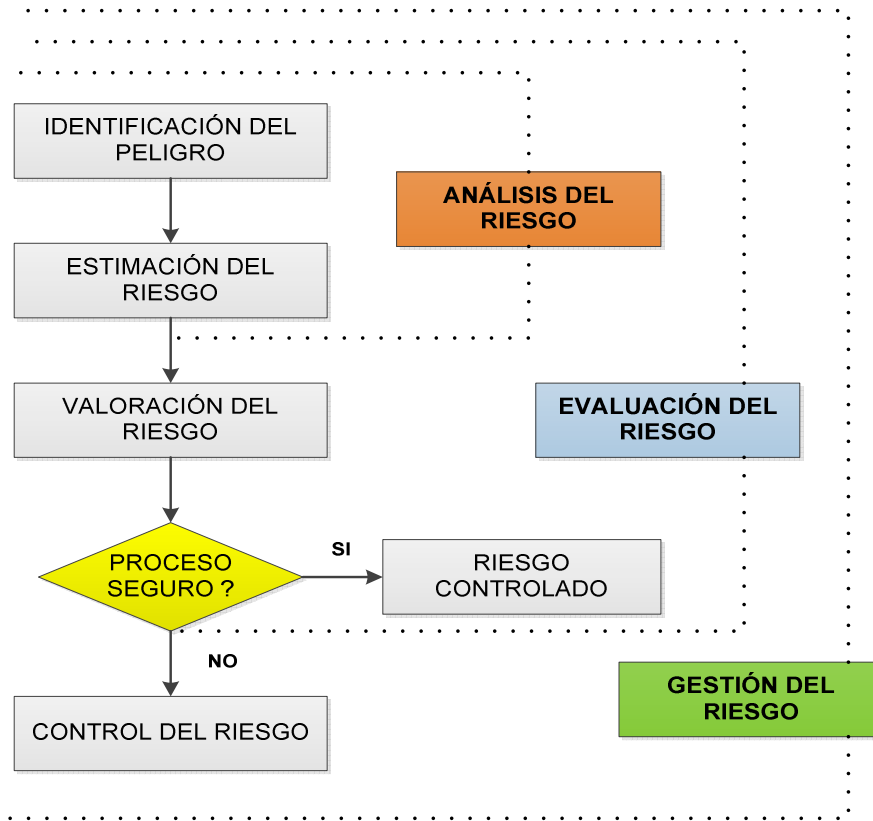 IDENTIFICACIÓN DEL
PELIGRO
ANÁLISIS DEL
RIESGO
ESTIMACIÓN DEL
RIESGO
VALORACIÓN DEL
RIESGO
EVALUACIÓN DEL
RIESGO
PROCESO
SEGURO ?
SI
RIESGO
CONTROLADO
NO
GESTIÓN DEL
RIESGO
CONTROL DEL RIESGO